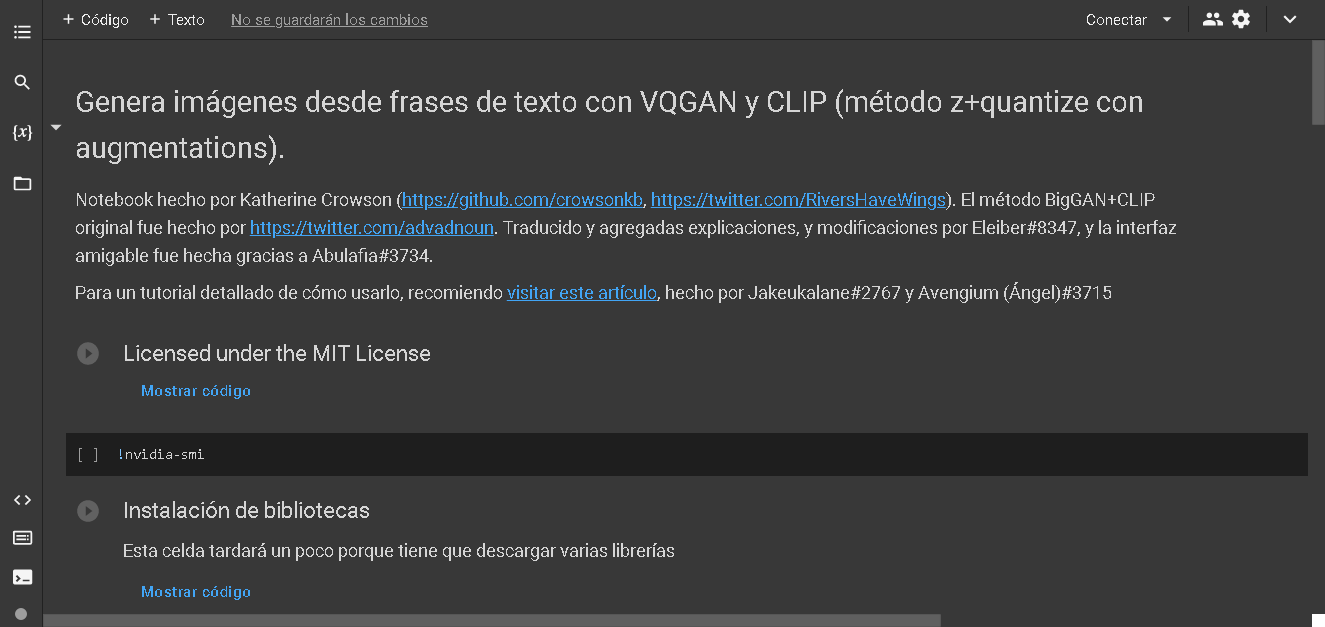 + Código + Texto No se guardarán los cambios Conectar
Genera imágenes desde frases de texto con VQGAN y CLIP (método z+quantize con
augmentations).
{x}
Notebook hecho por Katherine Crowson (https://github.com/crowsonkb, https://twitter.com/RiversHaveWings). El método BigGAN+CLIP
original fue hecho por https://twitter.com/advadnoun. Traducido y agregadas explicaciones, y modificaciones por Eleiber#8347, y la interfaz
amigable fue hecha gracias a Abulafia#3734.
Para un tutorial detallado de cómo usarlo, recomiendo visitar este artículo, hecho por Jakeukalane#2767 y Avengium (Ángel)#3715
Licensed under the MIT License
Mostrar código
[ ] !nvidia-smi
Instalación de bibliotecas
Esta celda tardará un poco porque tiene que descargar varias librerías
Mostrar código